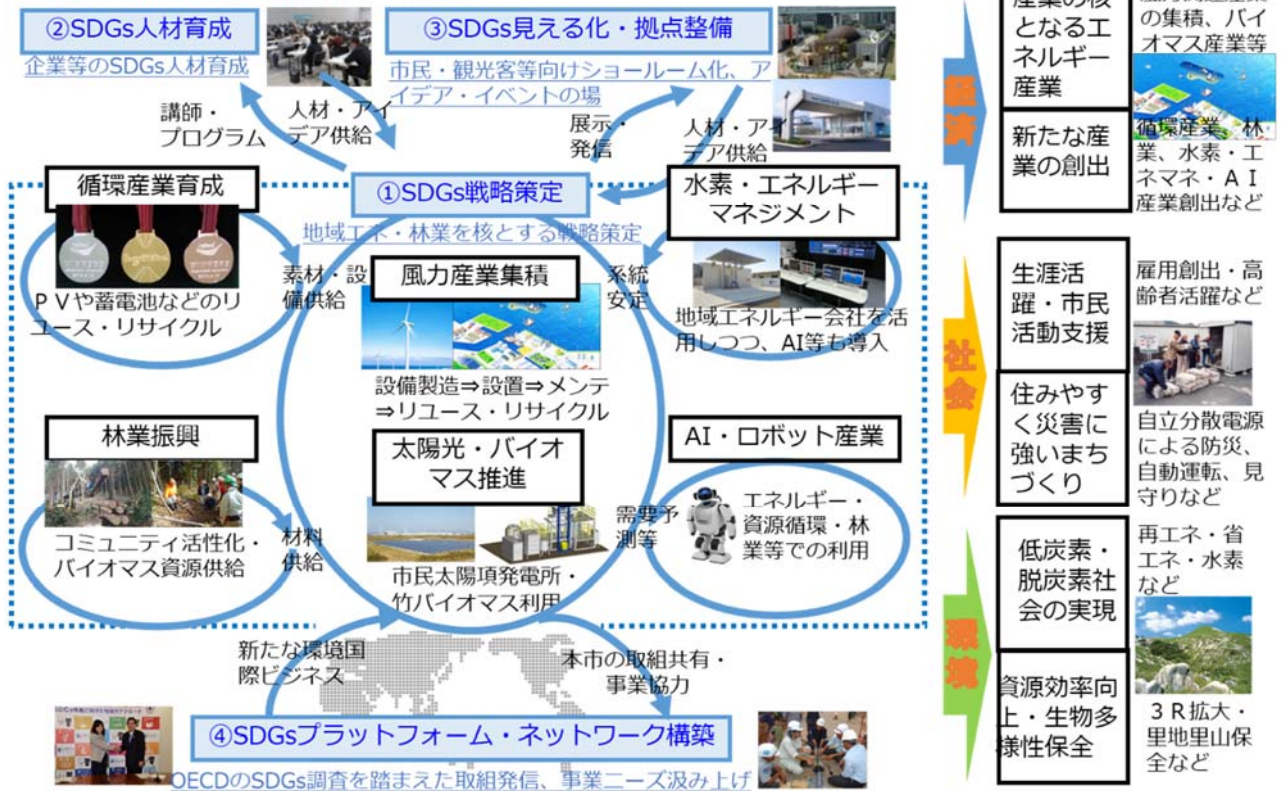 ②SDGs人材育成
企業等のSDGs人材育成
③SDGs見える化・拠点整備
市民・観光客等向けショールーム化、ア
イデア・イベントの場
講師・
プログラム
人材・アイ
デア供給
展示・
発信
人材・アイ
デア供給
①SDGs戦略策定
地域エネ・林業を核とする戦略策定
循環産業育成
PVや蓄電池などのリ
ユース・リサイクル
素材・設
備供給
水素・エネルギー
マネジメント
地域エネルギー会社を活
用しつつ、AI等も導入
系統
安定
風力産業集積
設備製造⇒設置⇒メンテ
⇒リユース・リサイクル
林業振興
コミュニティ活性化・
バイオマス資源供給
材料
供給
太陽光・バイオ
マス推進
市民太陽項発電所・
竹バイオマス利用
AI・ロボット産業
エネルギー・
資源循環・林
業等での利用
需要予
測等
新たな環境国
際ビジネス
本市の取組共有・
事業協力
④SDGsプラットフォーム・ネットワーク構築
OECDのSDGs調査を踏まえた取組発信、事業ニーズ汲み上げ
経済
産業の核
となるエ
ネルギー
産業
の集積、バイ
オマス産業等
新たな産
業の創出
循環産業、林
業、水素・エ
ネマネ・AI
産業創出など
社会
生涯活
躍・市民
活動支援
雇用創出・高
齢者活躍など
住みやす
く災害に
強いまち
づくり
自立分散電源
による防災、
自動運転、見
守りなど
環境
低炭素・
脱炭素社
会の実現
再エネ・省
エネ・水素
など
資源効率向
上・生物多
様性保全
3R拡大・
里地里山保
全など